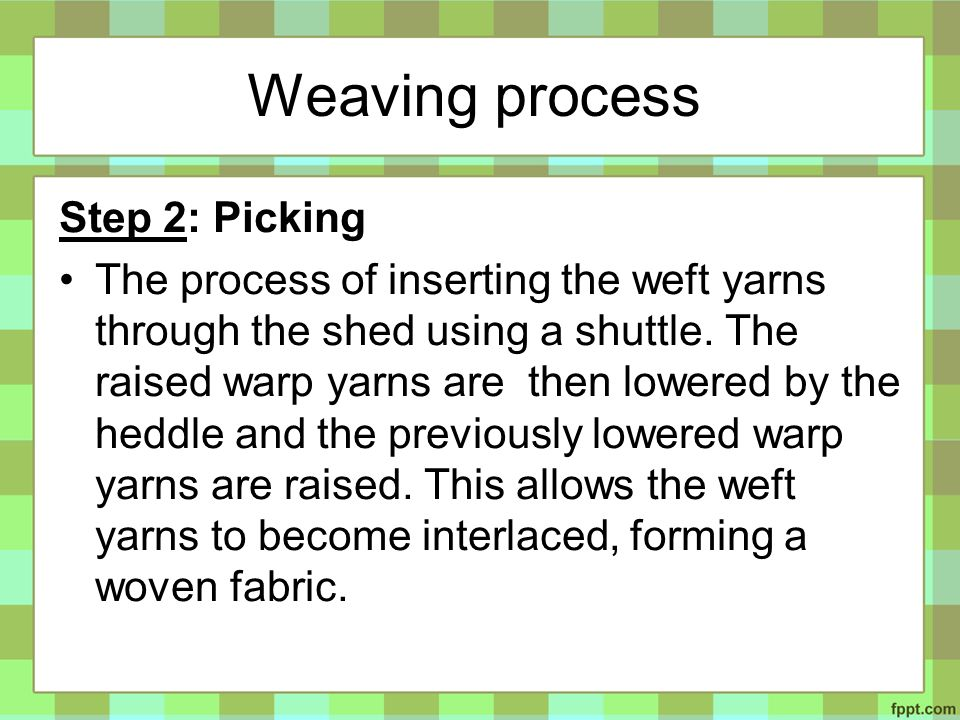 Weaving process
Step 2: Picking
• The process of inserting the weft yarns
through the shed using a shuttle. The
raised warp yarns are  then lowered by the
heddle and the previously lowered warp
yarns are raised. This allows the weft
yarns to become interlaced, forming a
woven fabric.
fppt.com